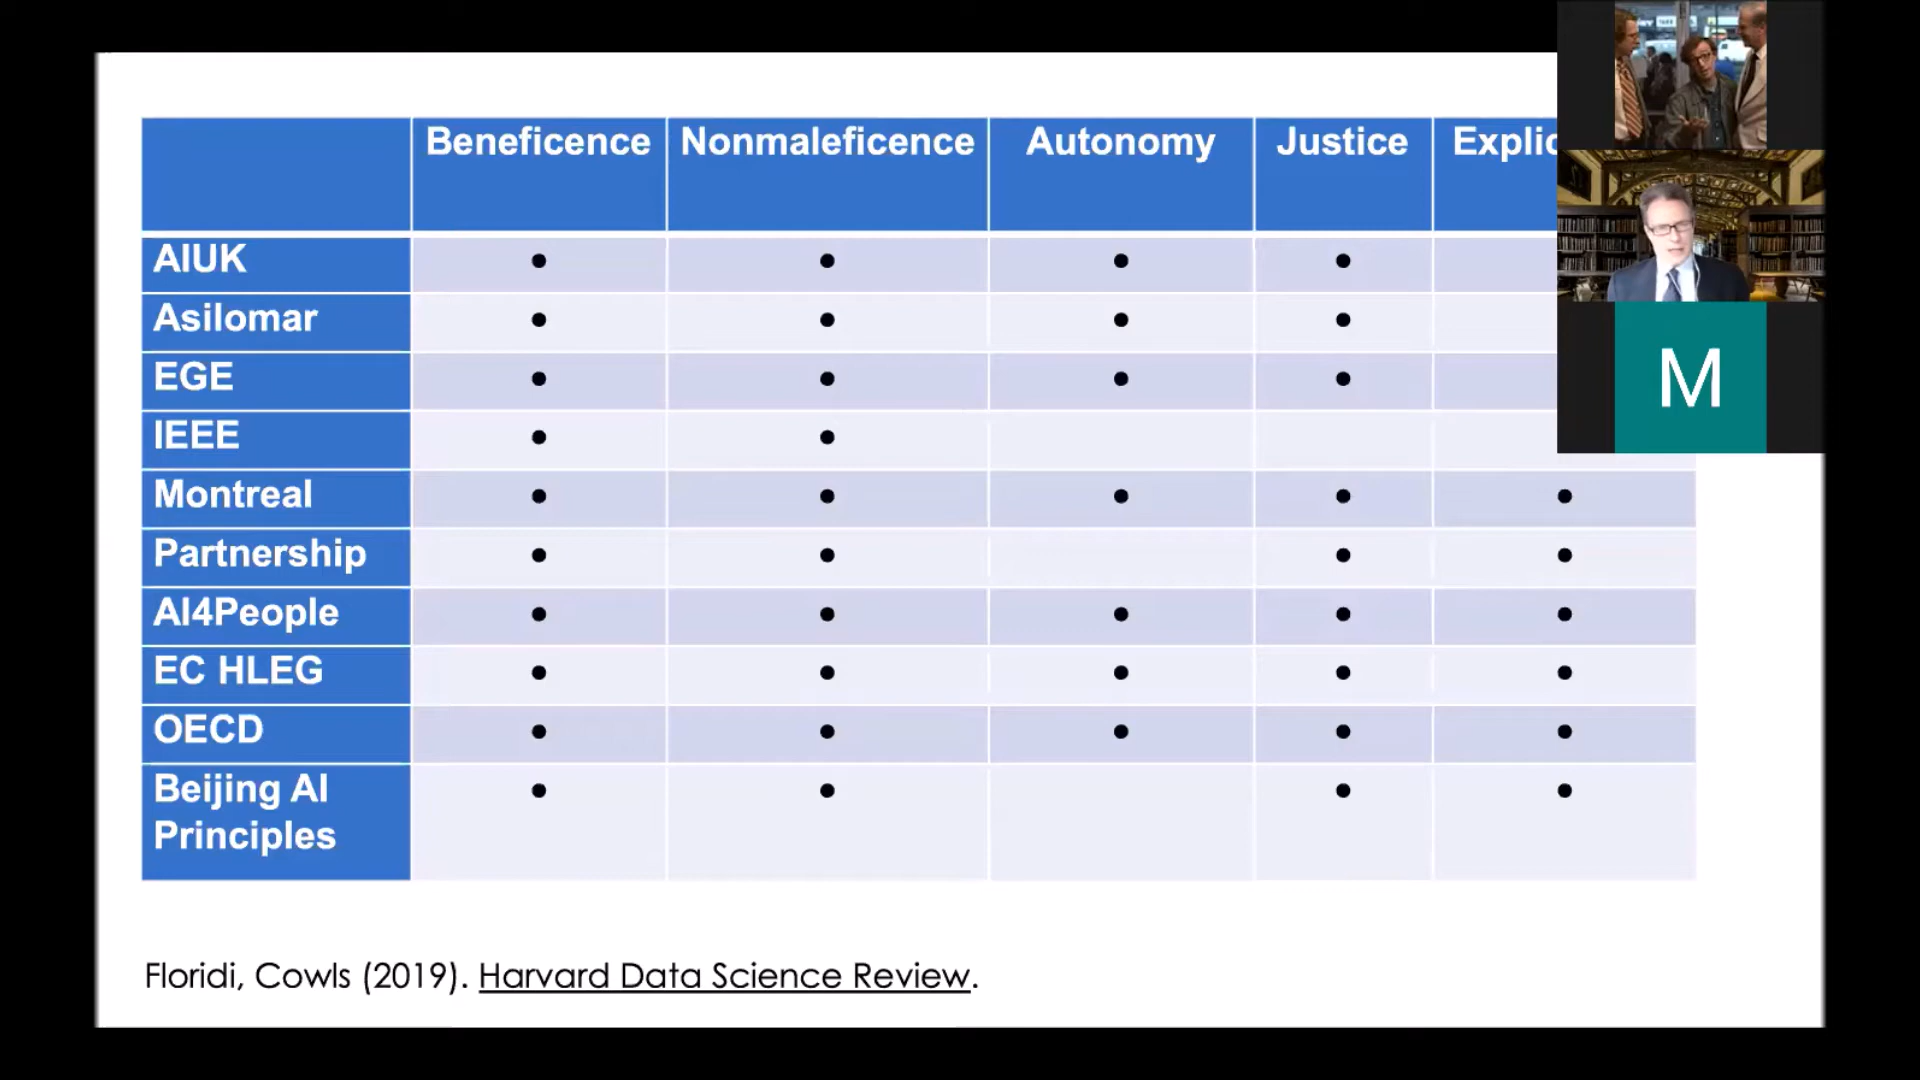 Beneficence Nonmaleficence Autonomy Justice Explic
AIUK • • • •
Asilomar • • • •
EGE • • • •
IEEE • •
Montreal • • • • •
Partnership • • • •
AI4People • • • • •
EC HLEG • • • • •
OECD • • • • •
Beijing AI • • • •
Principles
M
Floridi, Cowls (2019). Harvard Data Science Review.